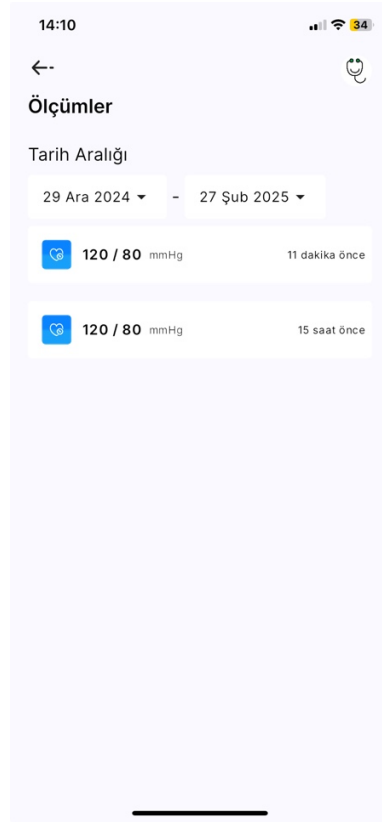 14:10 34
Ölçümler
Tarih Aralığı
29 Ara 2024 - 27 Şub 2025
120 / 80 mmHg 11 dakika önce
120 / 80 mmHg 15 saat önce